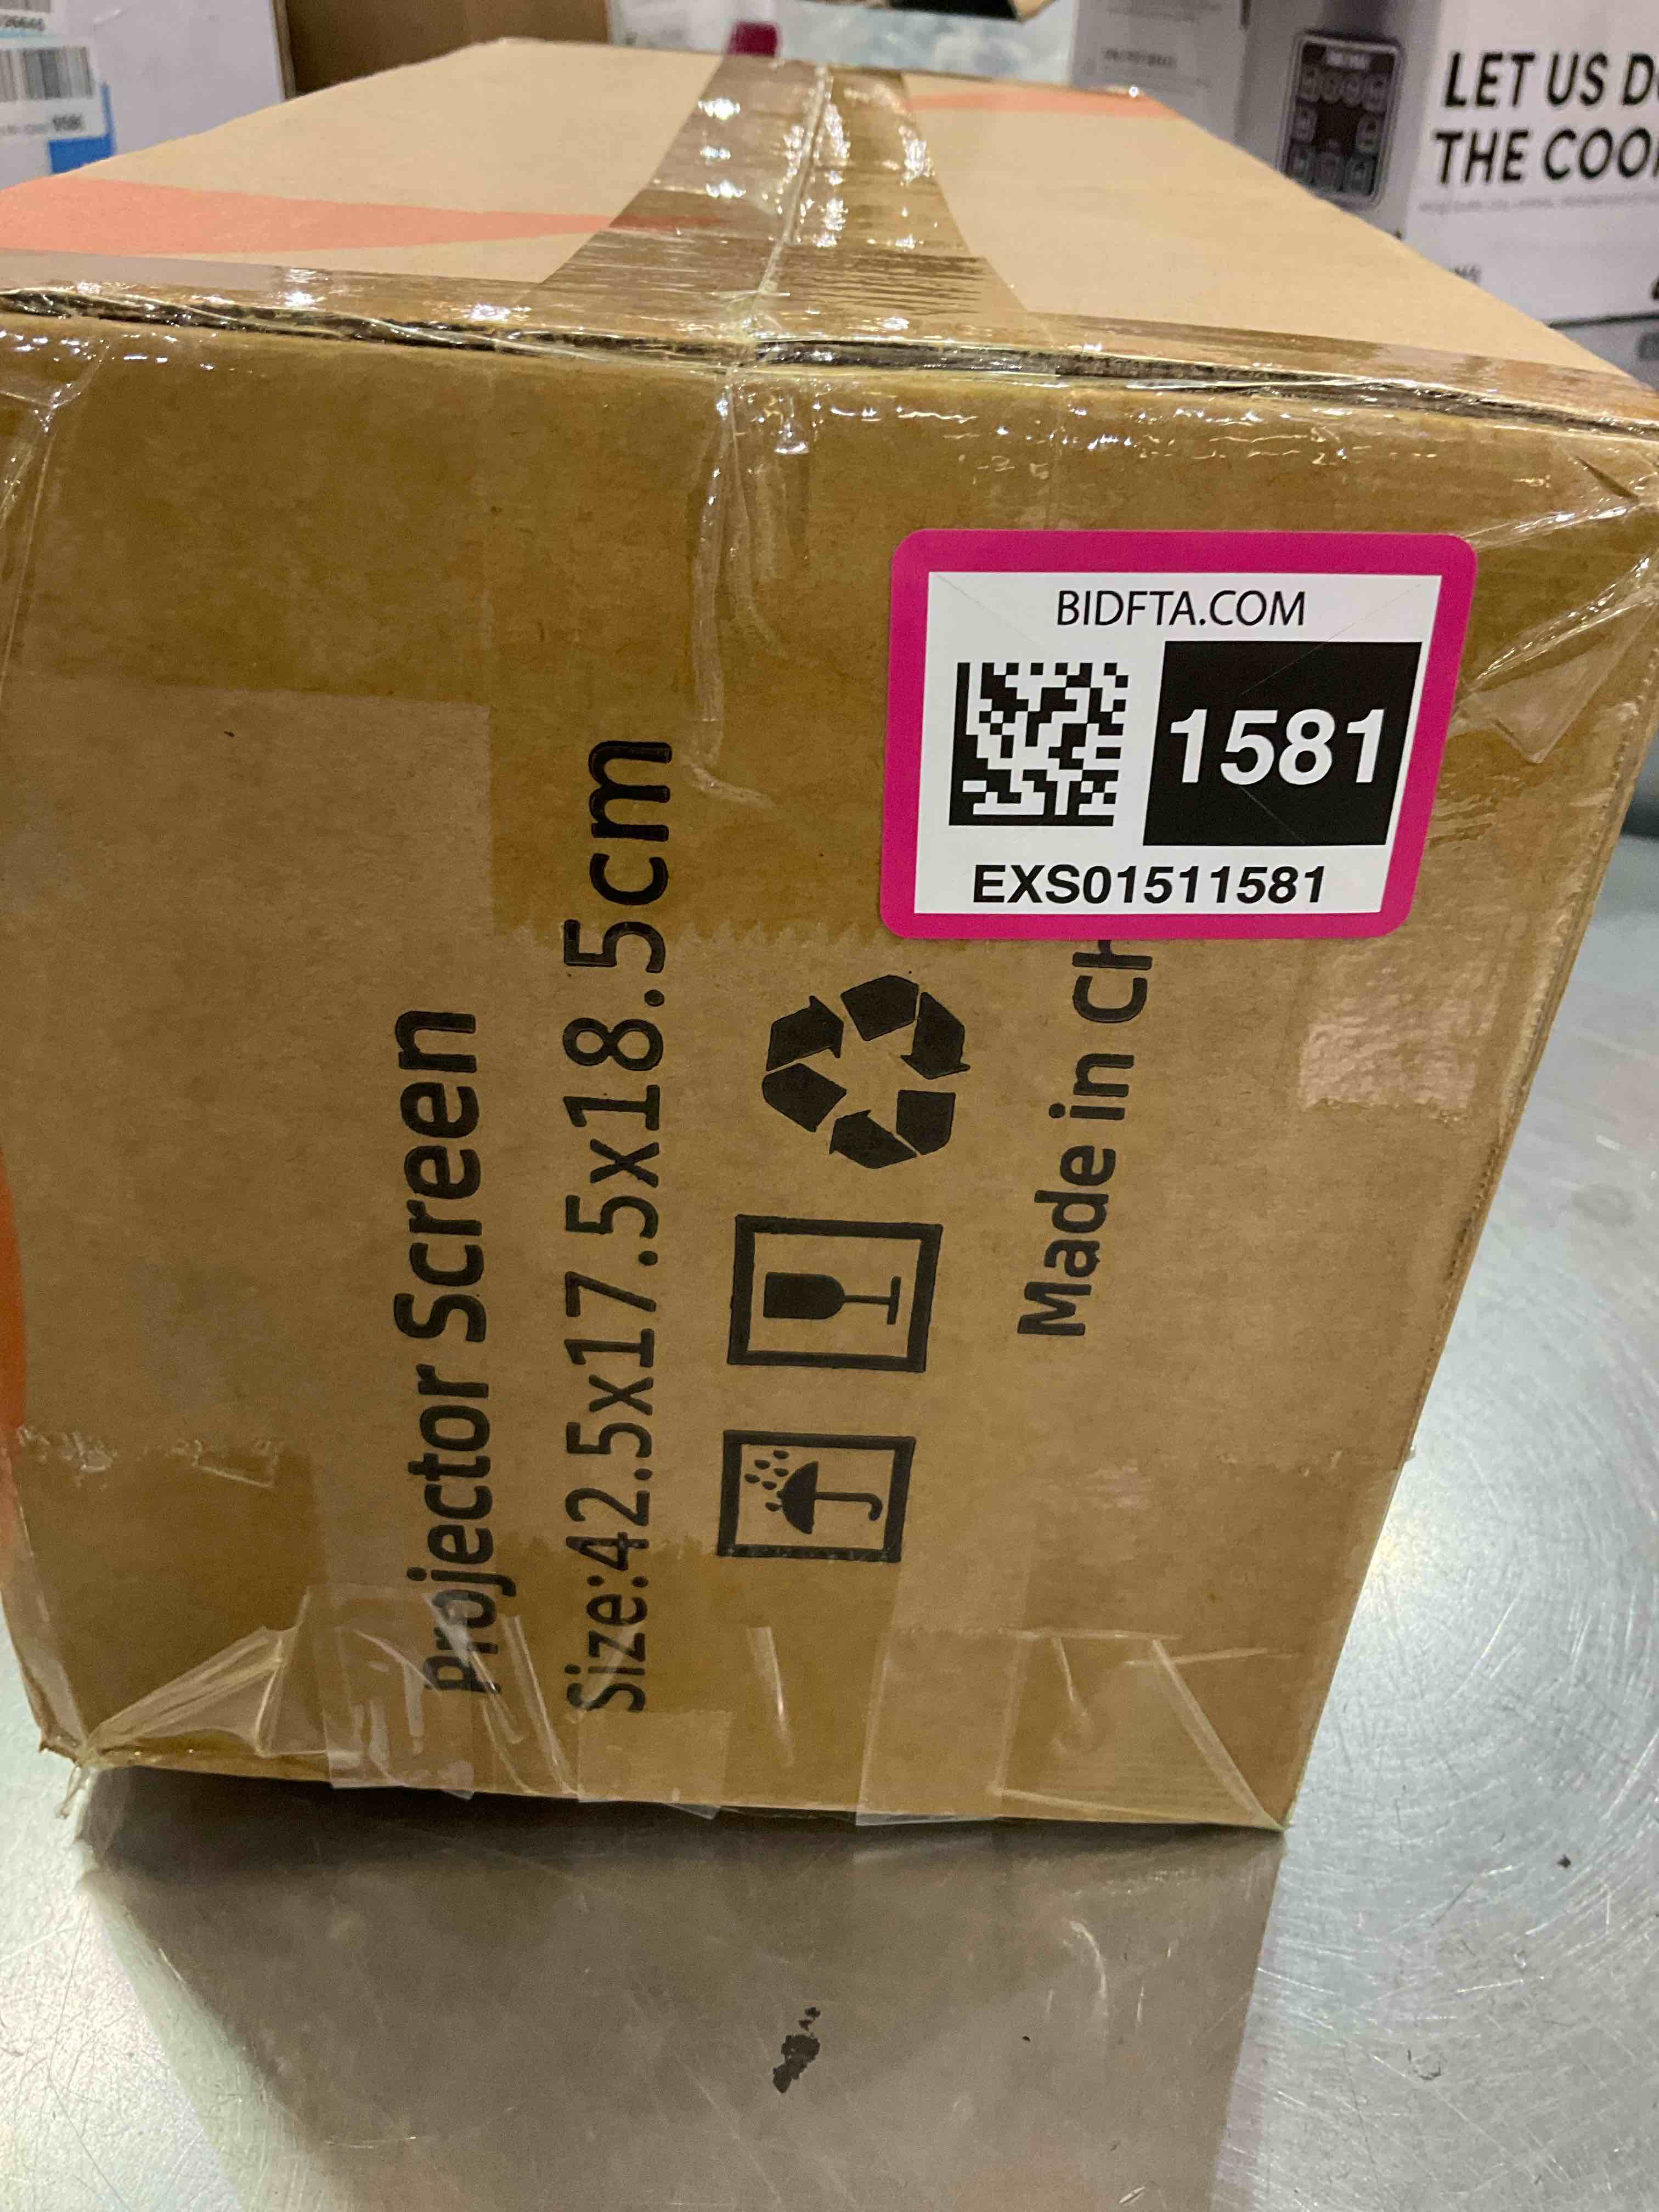 LET US D
THE COO
BIDFTA.COM
1581
EXS01511581
Projector Screen
Size:42.5x17.5x18.5cm
Made in Ch